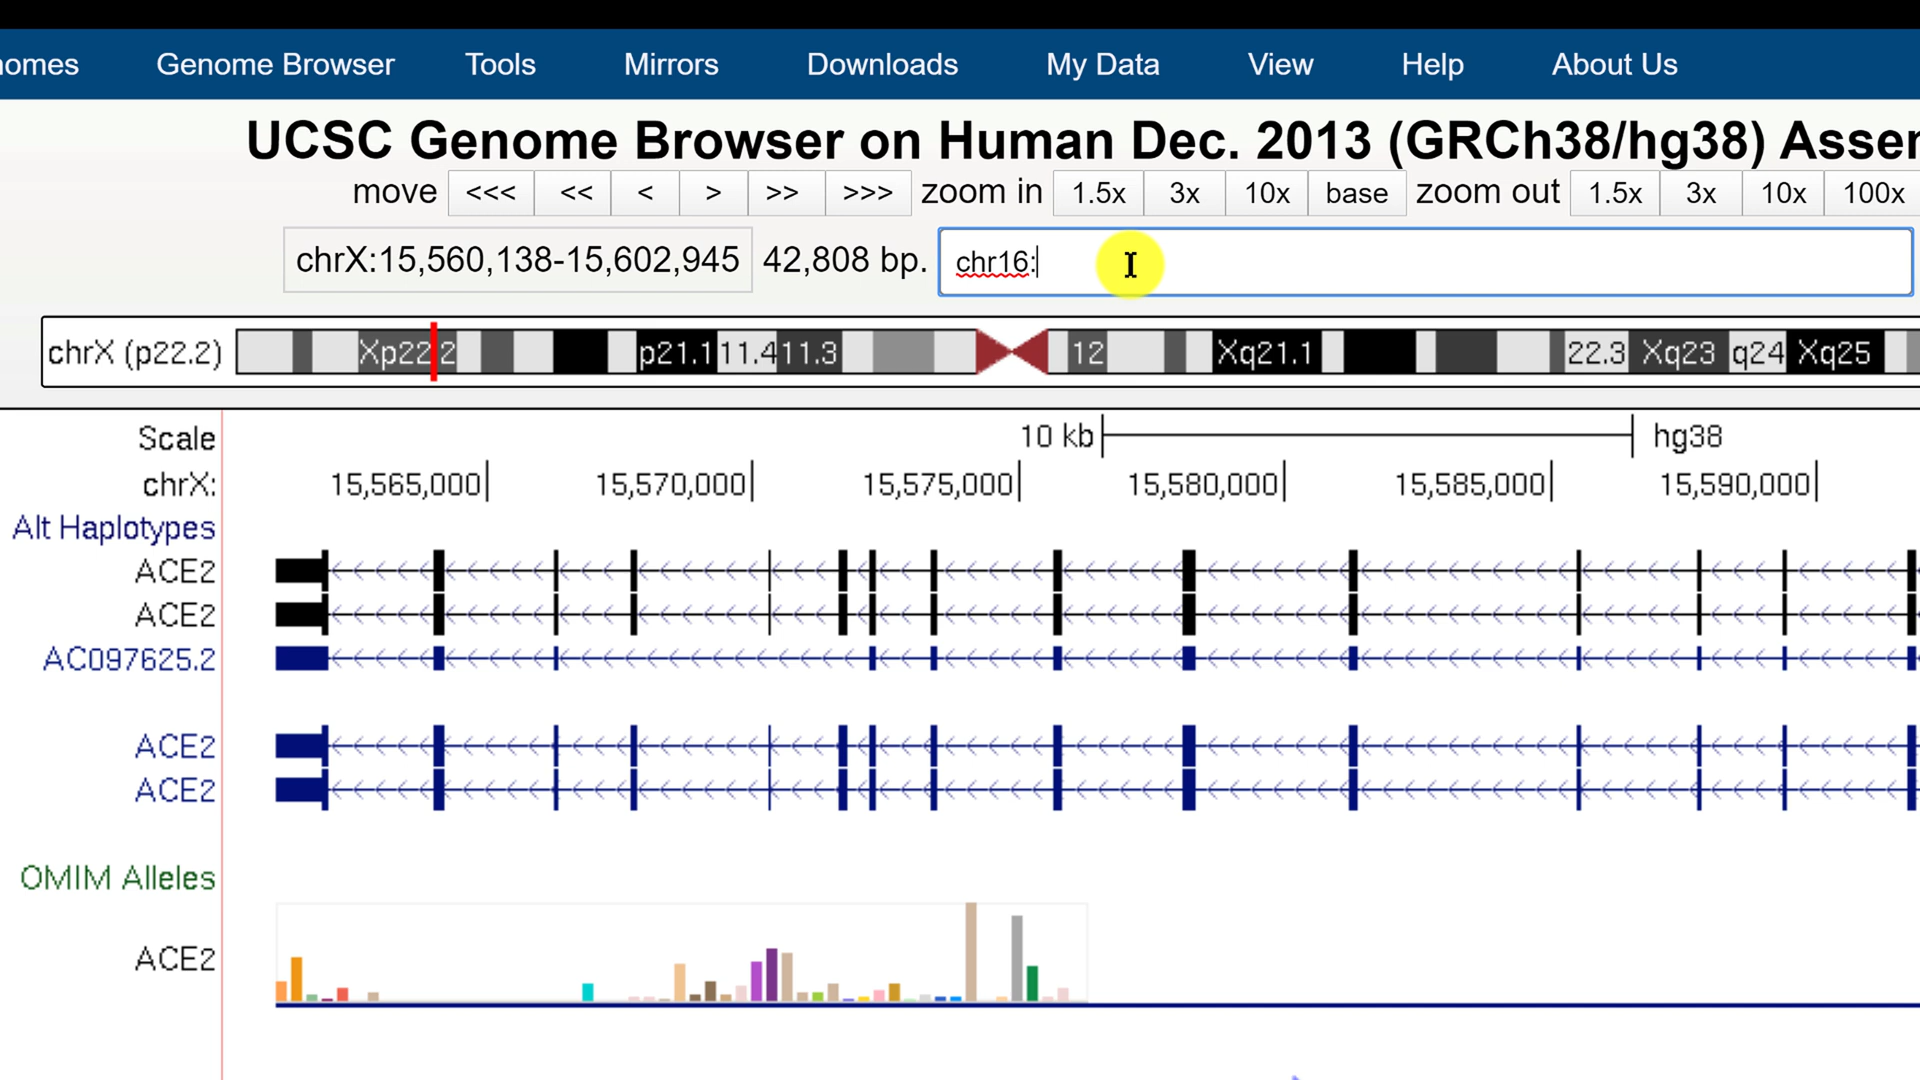 omes Genome Browser Tools Mirrors Downloads My Data View Help About Us
UCSC Genome Browser on Human Dec. 2013 (GRCh38/hg38) Assem
move <<< << < > >> >>> zoom in 1.5x 3x 10x base zoom out 1.5x 3x 10x 100x
chrX:15,560,138-15,602,945 42,808 bp. chr16:
chrX (p22.2) Xp22.2 p21.1 11.4 11.3 12 Xq21.1 22.3 Xq23 q24 Xq25
Scale 10 kb hg38
chrX: 15,565,000 15,570,000 15,575,000 15,580,000 15,585,000 15,590,000
Alt Haplotypes
ACE2
ACE2
AC097625.2
ACE2
ACE2
OMIM Alleles
ACE2